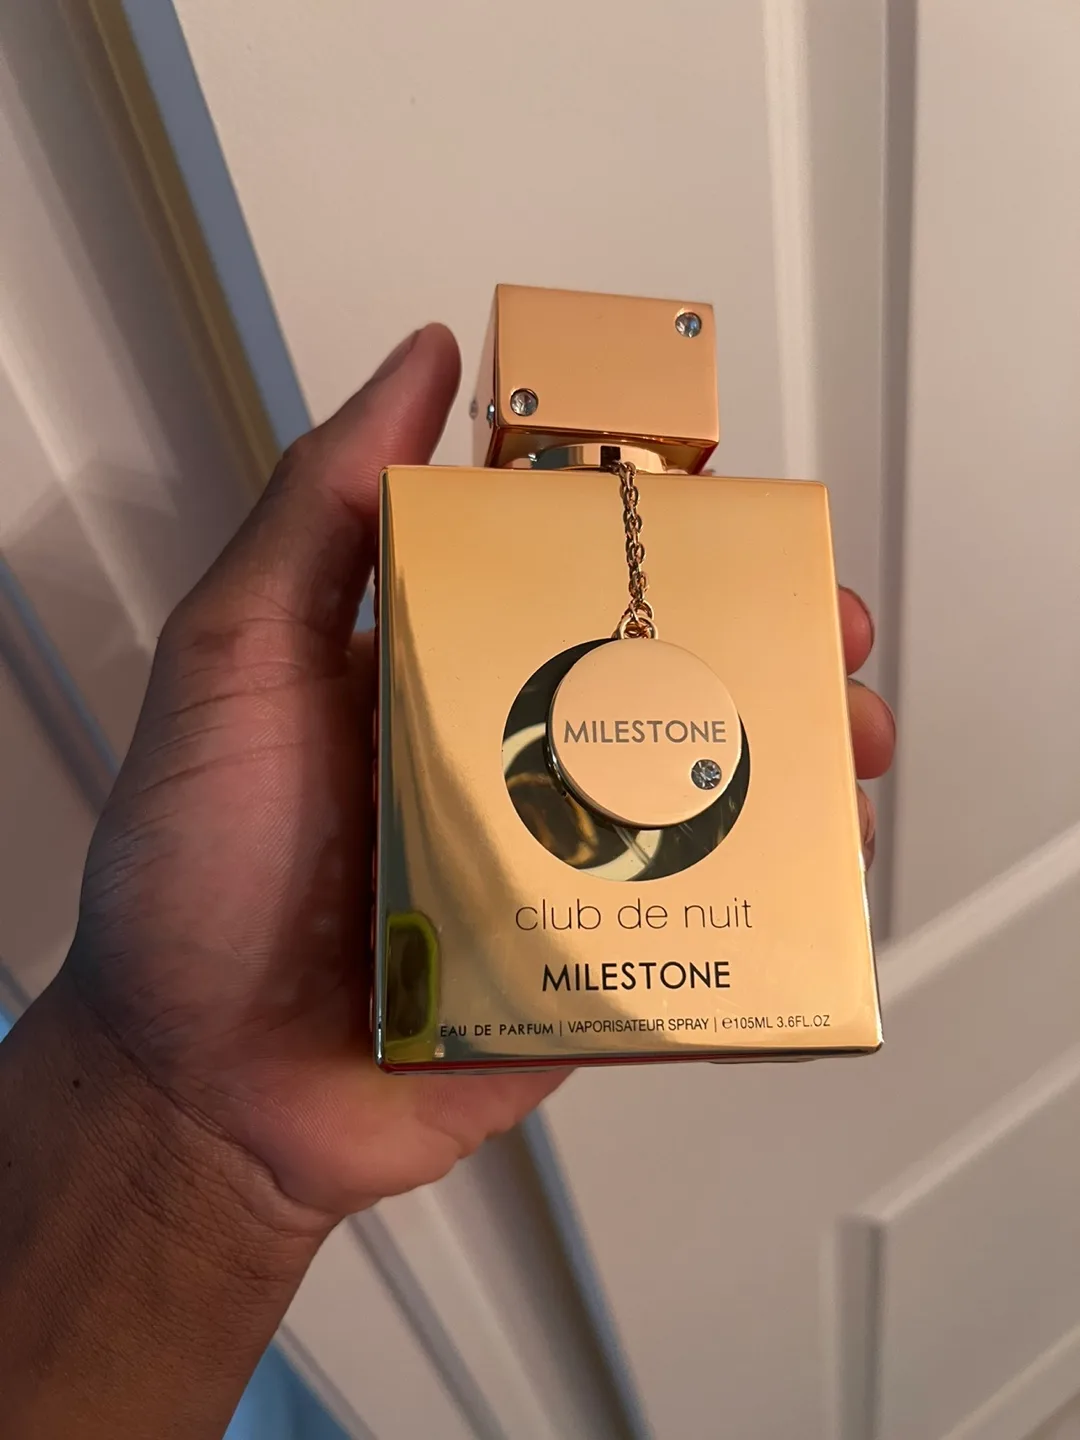 MILESTONE
club de nuit
MILESTONE
EAU DE PARFUM | VAPORISATEUR SPRAY | ℮105ML 3.6FL.OZ